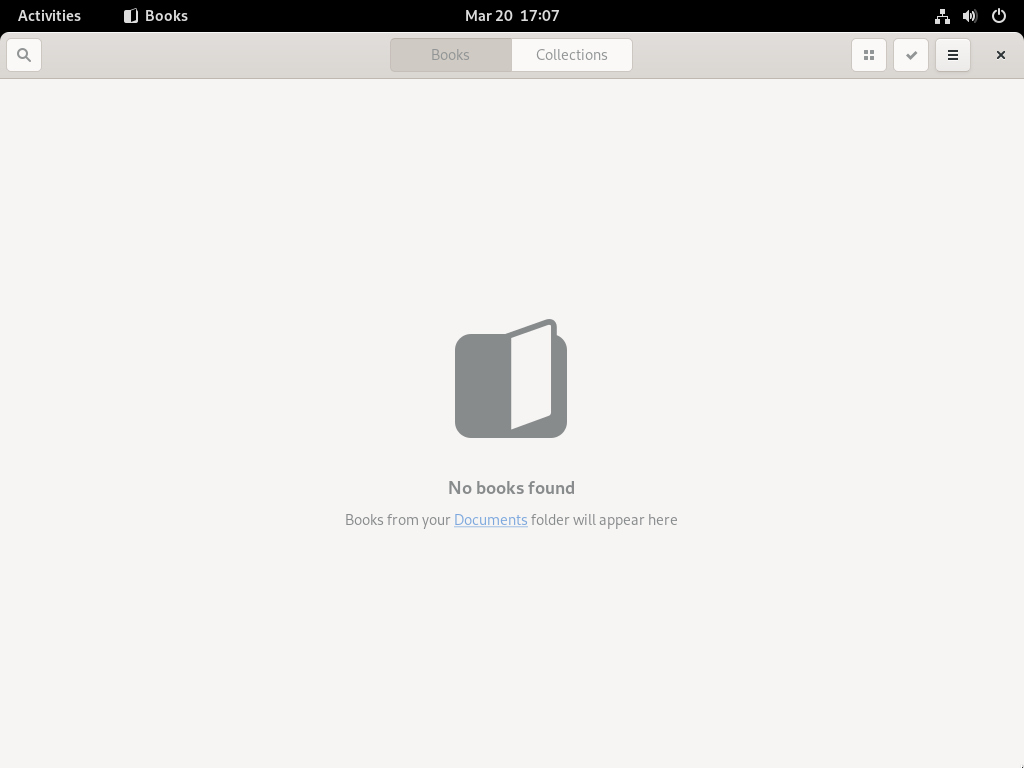 Activities Books Mar 20 17:07
Books Collections
No books found
Books from your Documents folder will appear here